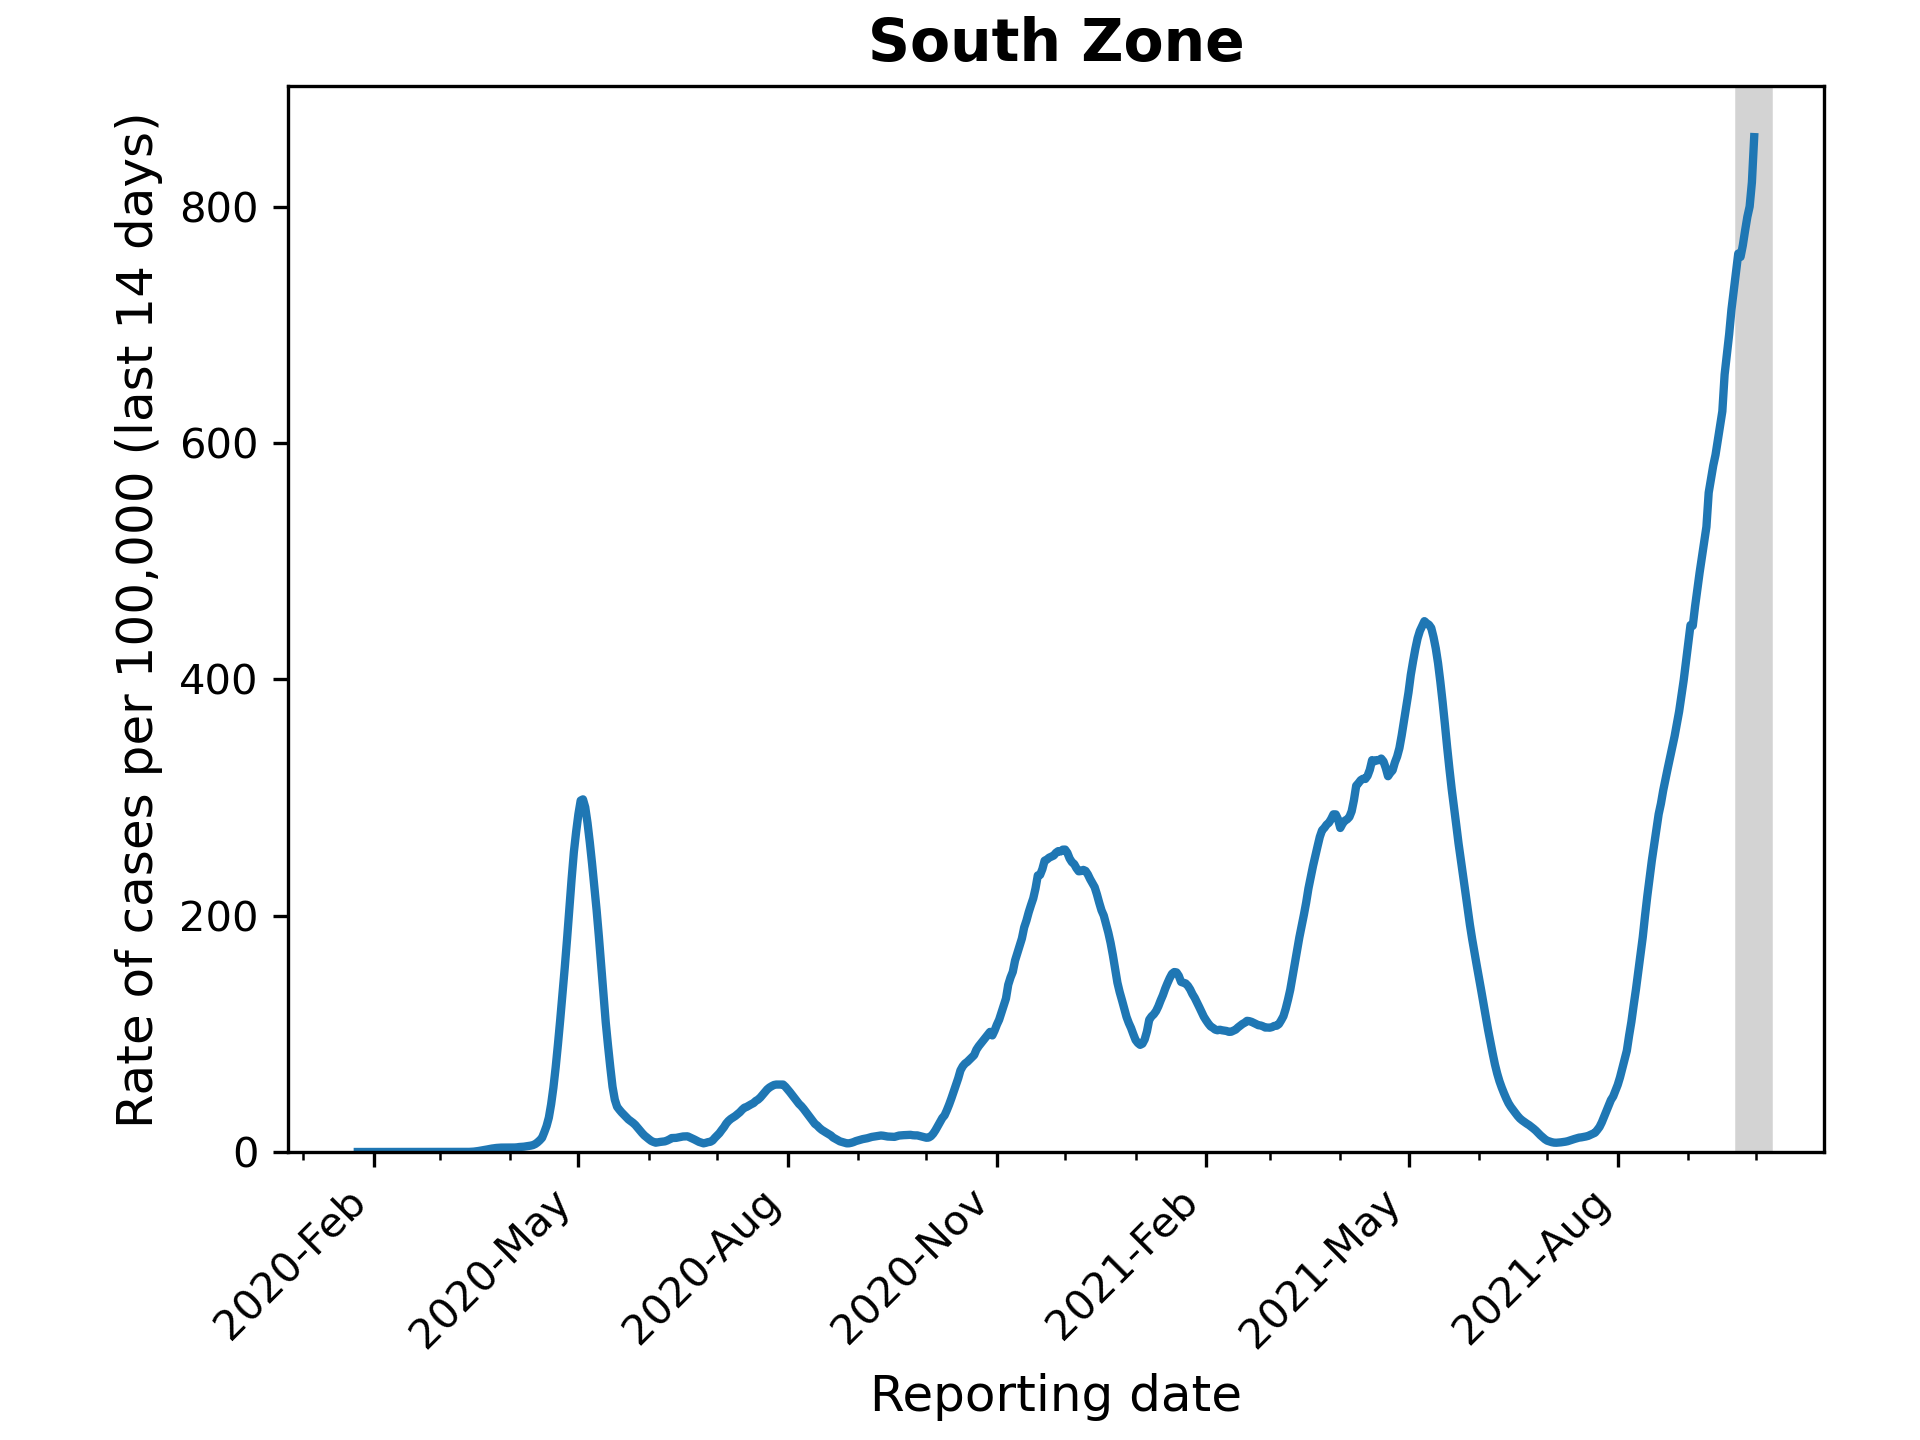 South Zone
Rate of cases per 100,000 (last 14 days)
800
600
400
200
0
2020-Feb
2020-May
2020-Aug
2020-Nov
2021-Feb
2021-May
2021-Aug
Reporting date